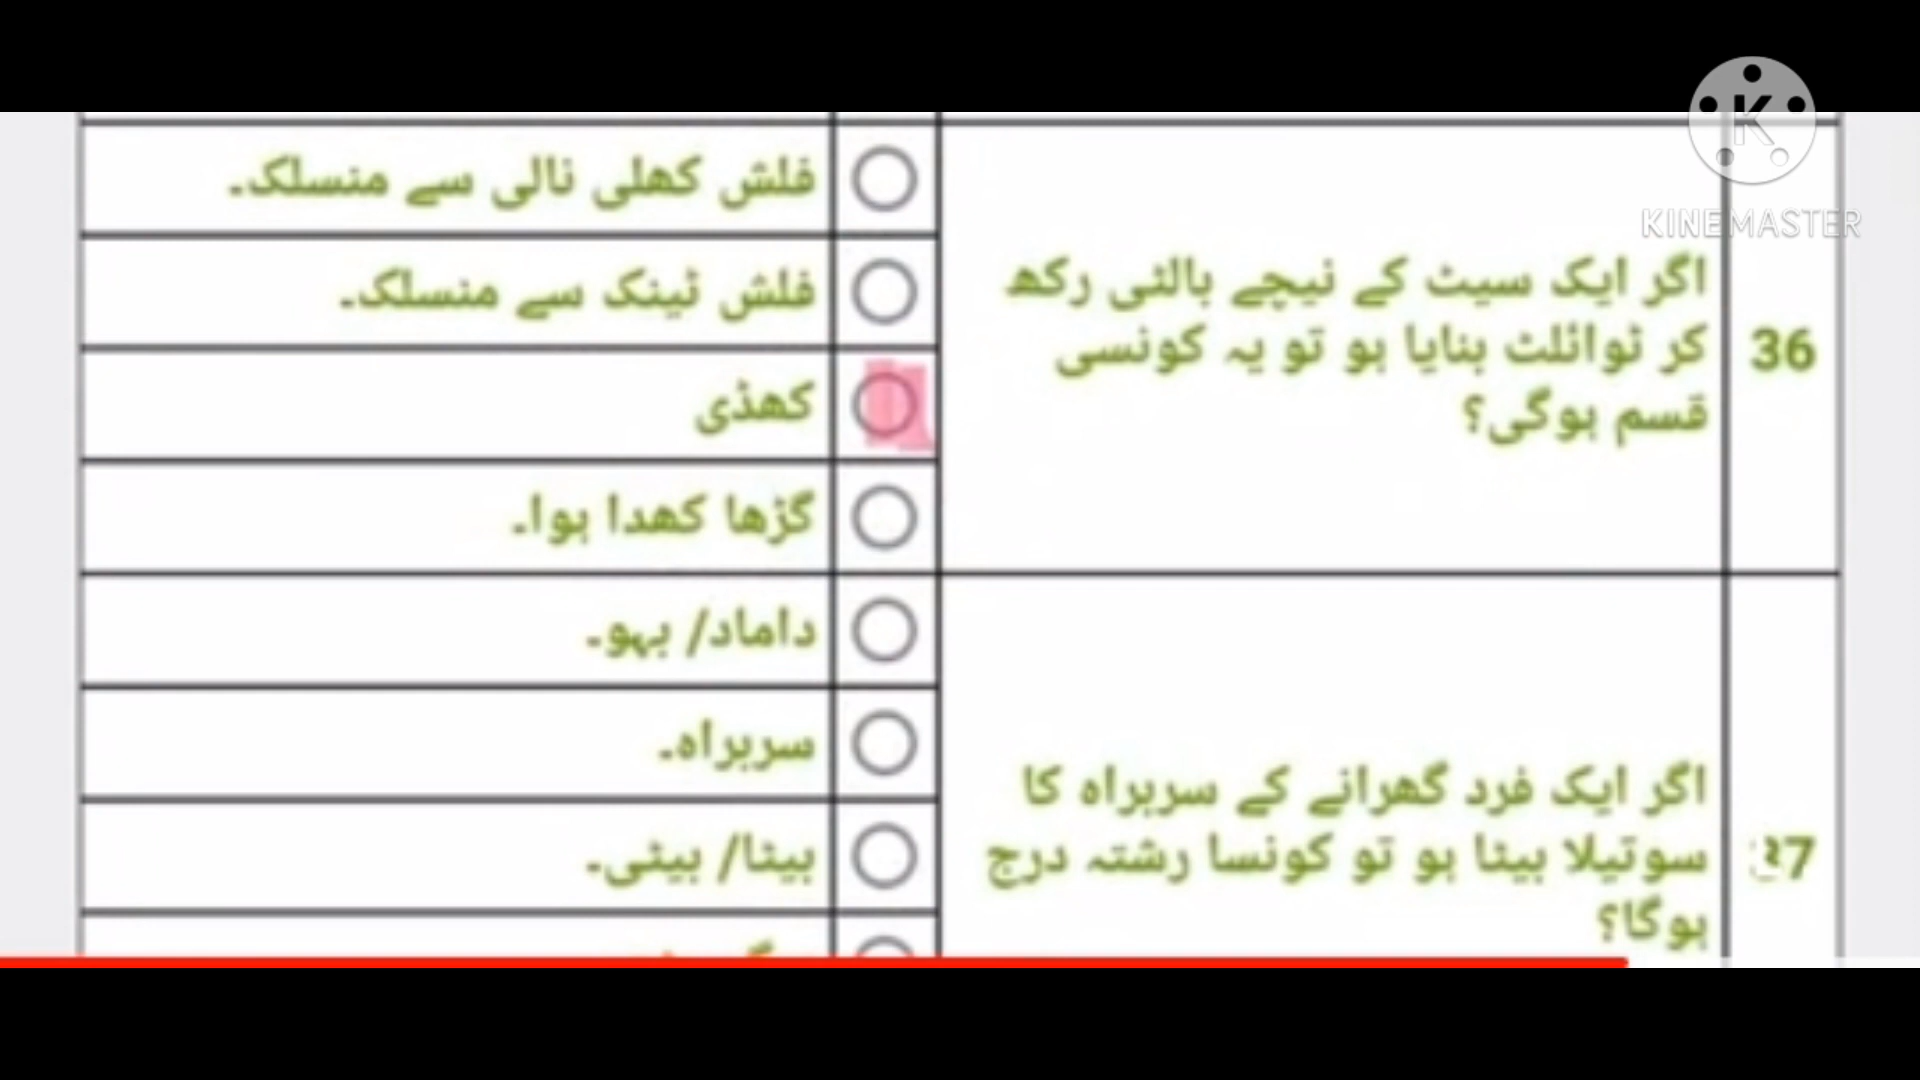 KINEMASTER
36
اگر ایک سیٹ کے نیچے بالٹی رکھ
کر ٹوائلٹ بنایا ہو تو یہ کونسی
قسم ہوگی؟
فلش کھلی نالی سے منسلک۔
فلش ٹینک سے منسلک۔
کھڈی
گڑھا کھدا ہوا۔
37
اگر ایک فرد گھرانے کے سربراہ کا
سوتیلا بیٹا ہو تو کونسا رشتہ درج
ہوگا؟
داماد/ بہو۔
سربراہ۔
بیٹا/ بیٹی۔